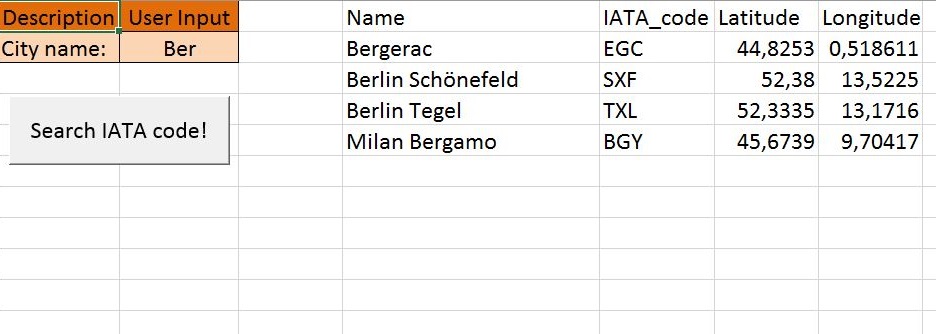 Description User Input Name IATA_code Latitude Longitude
City name: Ber Bergerac EGC 44,8253 0,518611
Berlin Schönefeld SXF 52,38 13,5225
Berlin Tegel TXL 52,3335 13,1716
Search IATA code!
Milan Bergamo BGY 45,6739 9,70417